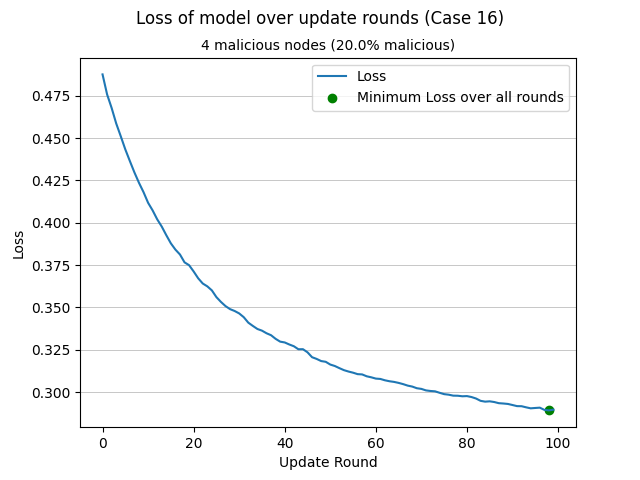 Loss of model over update rounds (Case 16)
4 malicious nodes (20.0% malicious)
Loss
Minimum Loss over all rounds
0.475
0.450
0.425
0.400
0.375
0.350
0.325
0.300
Loss
0 20 40 60 80 100
Update Round